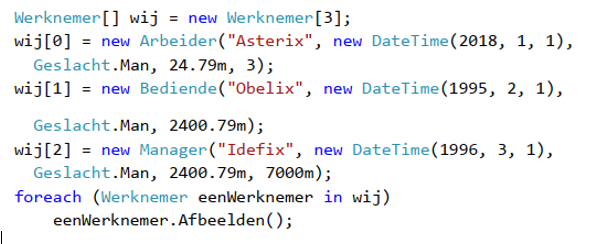 Werknemer[] wij = new Werknemer[3];
wij[0] = new Arbeider("Asterix", new DateTime(2018, 1, 1),
Geslacht.Man, 24.79m, 3);
wij[1] = new Bediende("Obelix", new DateTime(1995, 2, 1),
Geslacht.Man, 2400.79m);
wij[2] = new Manager("Idefix", new DateTime(1996, 3, 1),
Geslacht.Man, 2400.79m, 7000m);
foreach (Werknemer eenWerknemer in wij)
eenWerknemer.Afbeelden();